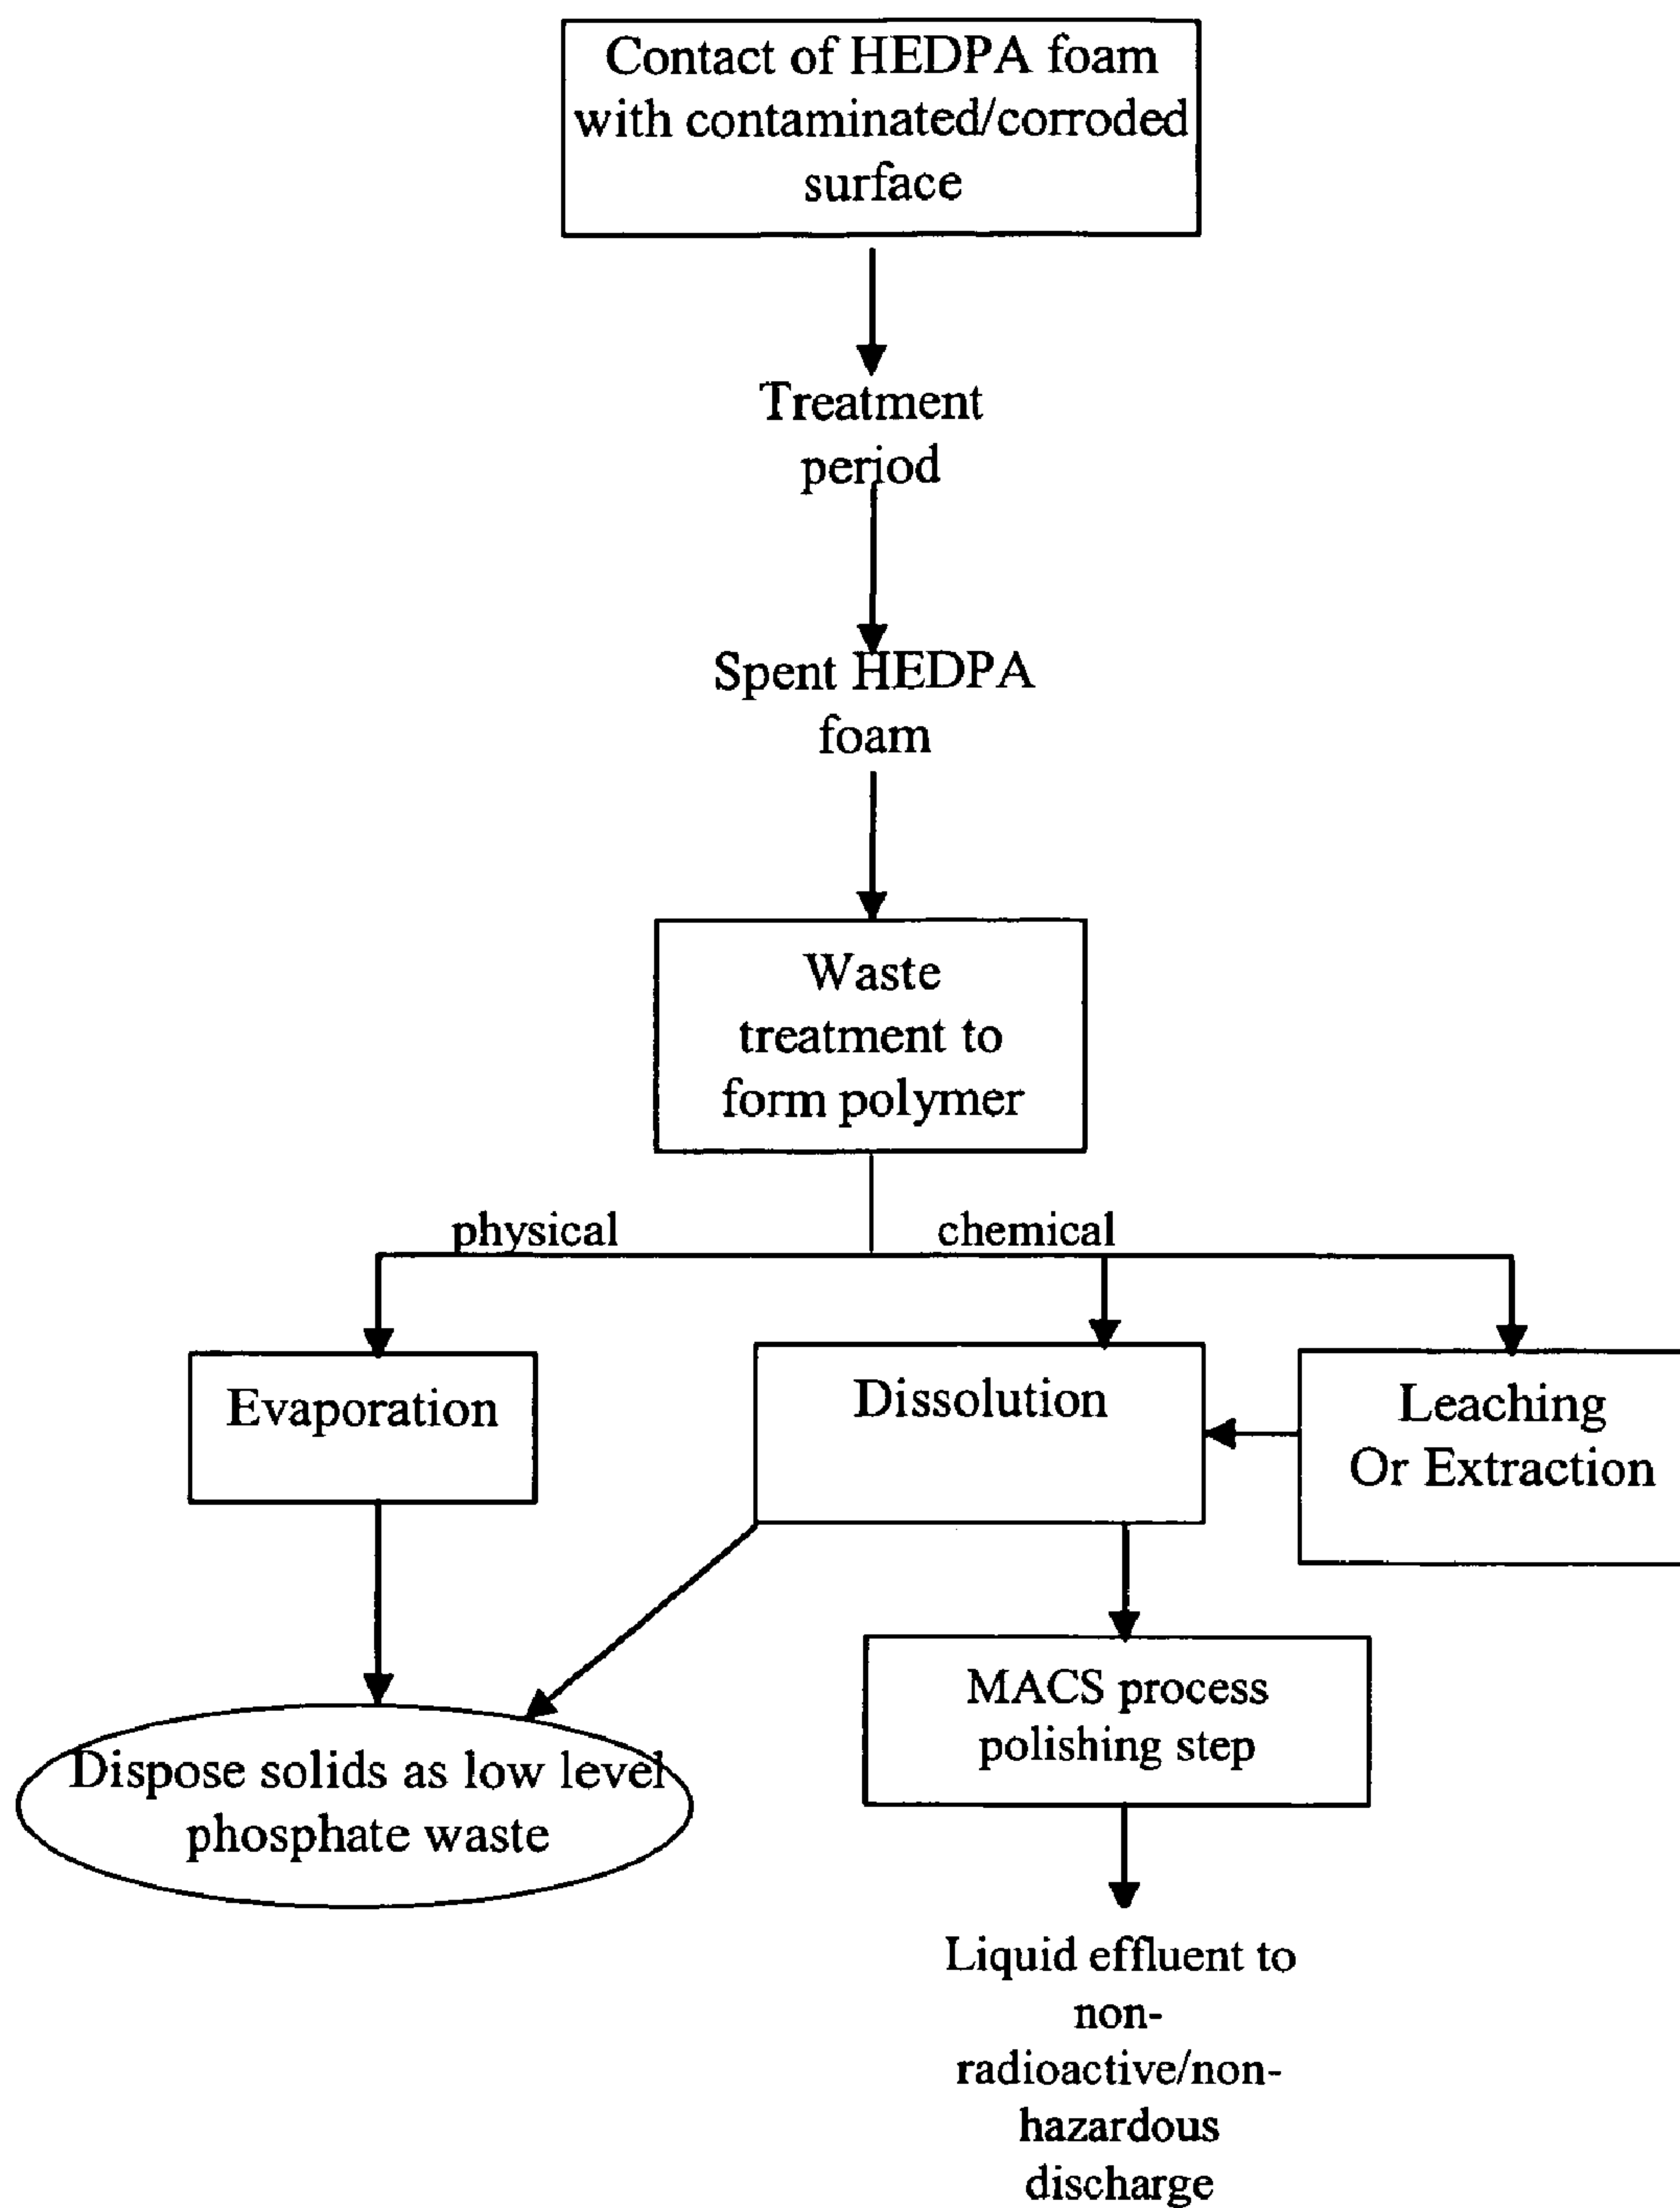 Contact of HEDPA foam
with contaminated/corroded
surface
Treatment
period
Spent HEDPA
foam
Waste
treatment to
form polymer
physical
chemical
Evaporation
Dissolution
Leaching
Or Extraction
MACS process
polishing step
Dispose solids as low level
phosphate waste
Liquid effluent to
non-
radioactive/non-
hazardous
discharge